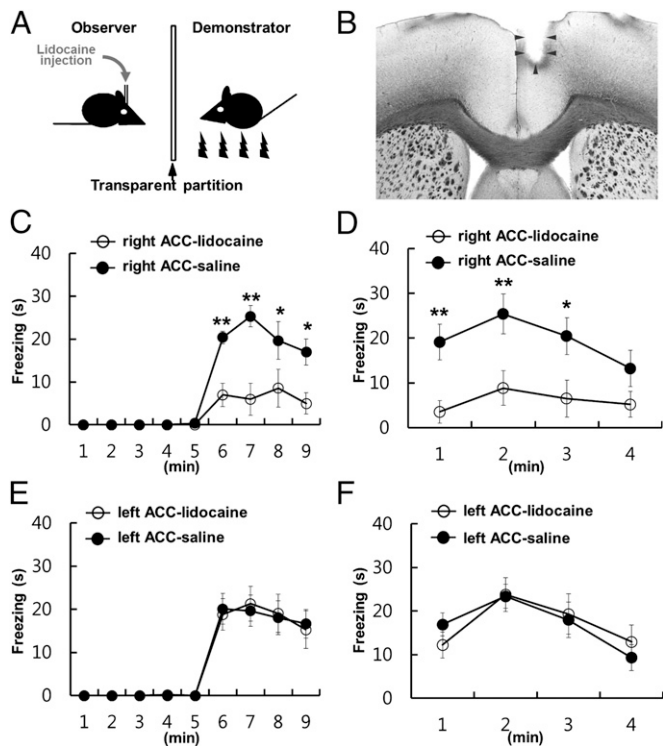 A
Observer
Demonstrator
Lidocaine
injection
Transparent partition
B
C
right ACC-lidocaine
right ACC-saline
30
20
10
0
Freezing (s)
**
**
*
*
1 2 3 4 5 6 7 8 9
(min)
D
right ACC-lidocaine
right ACC-saline
30
20
10
0
Freezing (s)
**
**
*
1 2 3 4
(min)
E
left ACC-lidocaine
left ACC-saline
30
20
10
0
Freezing (s)
1 2 3 4 5 6 7 8 9
(min)
F
left ACC-lidocaine
left ACC-saline
30
20
10
0
Freezing (s)
1 2 3 4
(min)